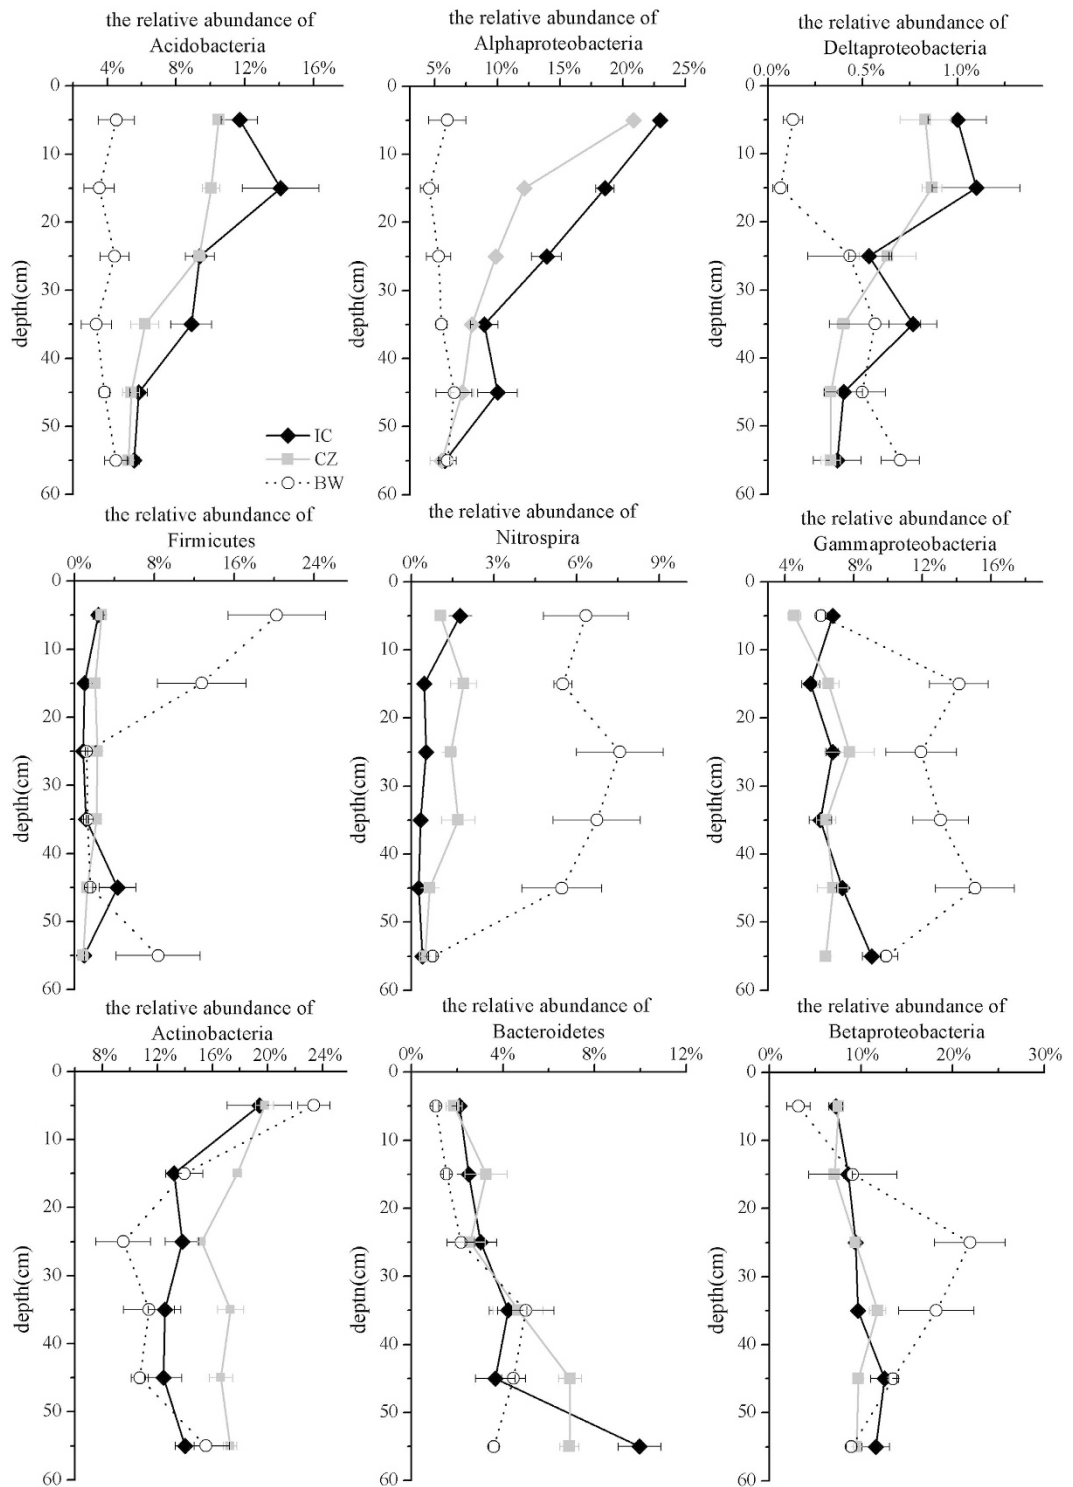 the relative abundance of
Acidobacteria
4% 8% 12% 16%
0
10
20
30
40
50
60
depth(cm)
IC
CZ
BW
the relative abundance of
Alphaproteobacteria
5% 10% 20% 25%
0
10
20
30
40
50
60
depth(cm)
the relative abundance of
Deltaproteobacteria
0.0% 0.5% 1.0%
0
10
20
30
40
50
60
deptn(cm)
the relative abundance of
Firmicutes
0% 8% 16% 24%
0
10
20
30
40
50
60
depth(cm)
the relative abundance of
Nitrospira
0% 3% 6% 9%
0
10
20
30
40
50
60
depth(cm)
the relative abundance of
Gammaproteobacteria
4% 8% 12% 16%
0
10
20
30
40
50
60
depth(cm)
the relative abundance of
Actinobacteria
8% 12% 16% 20% 24%
0
10
20
30
40
50
60
depth(cm)
the relative abundance of
Bacteroidetes
0% 4% 8% 12%
0
10
20
30
40
50
60
deptn(cm)
the relative abundance of
Betaproteobacteria
0% 10% 20% 30%
0
10
20
30
40
50
60
depth(cm)